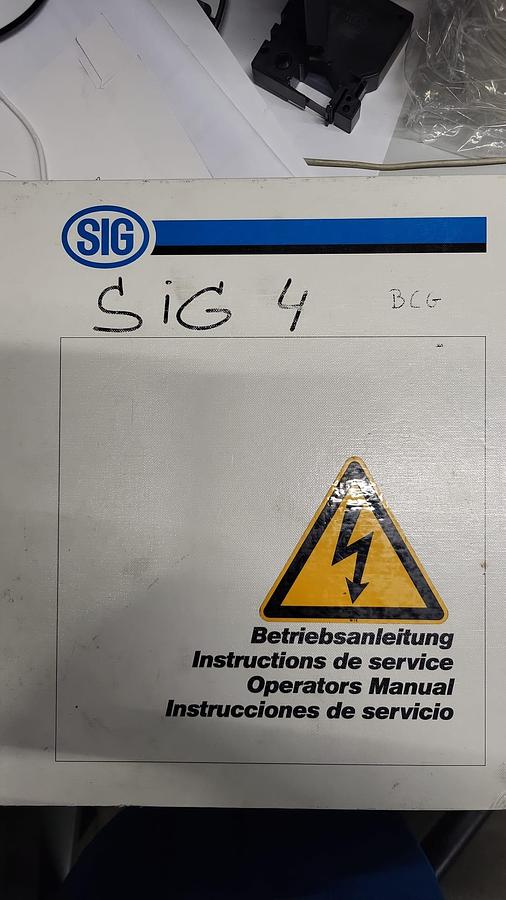 SIG
SiG 4 BCG
Betriebsanleitung
Instructions de service
Operators Manual
Instrucciones de servicio